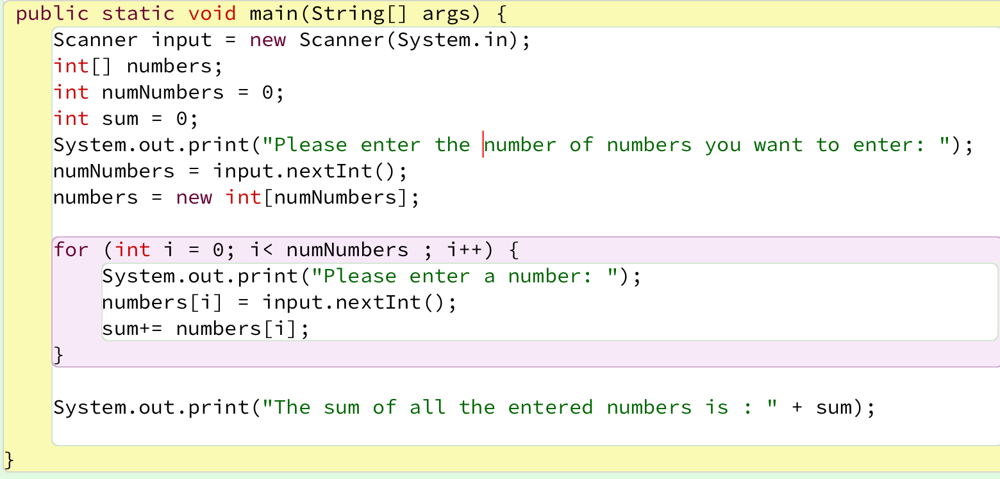 public static void main(String[] args) {
Scanner input = new Scanner(System.in);
int[] numbers;
int numNumbers = 0;
int sum = 0;
System.out.print("Please enter the number of numbers you want to enter: ");
numNumbers = input.nextInt();
numbers = new int[numNumbers];
for (int i = 0; i< numNumbers ; i++) {
System.out.print("Please enter a number: ");
numbers[i] = input.nextInt();
sum+= numbers[i];
}
System.out.print("The sum of all the entered numbers is : " + sum);
}